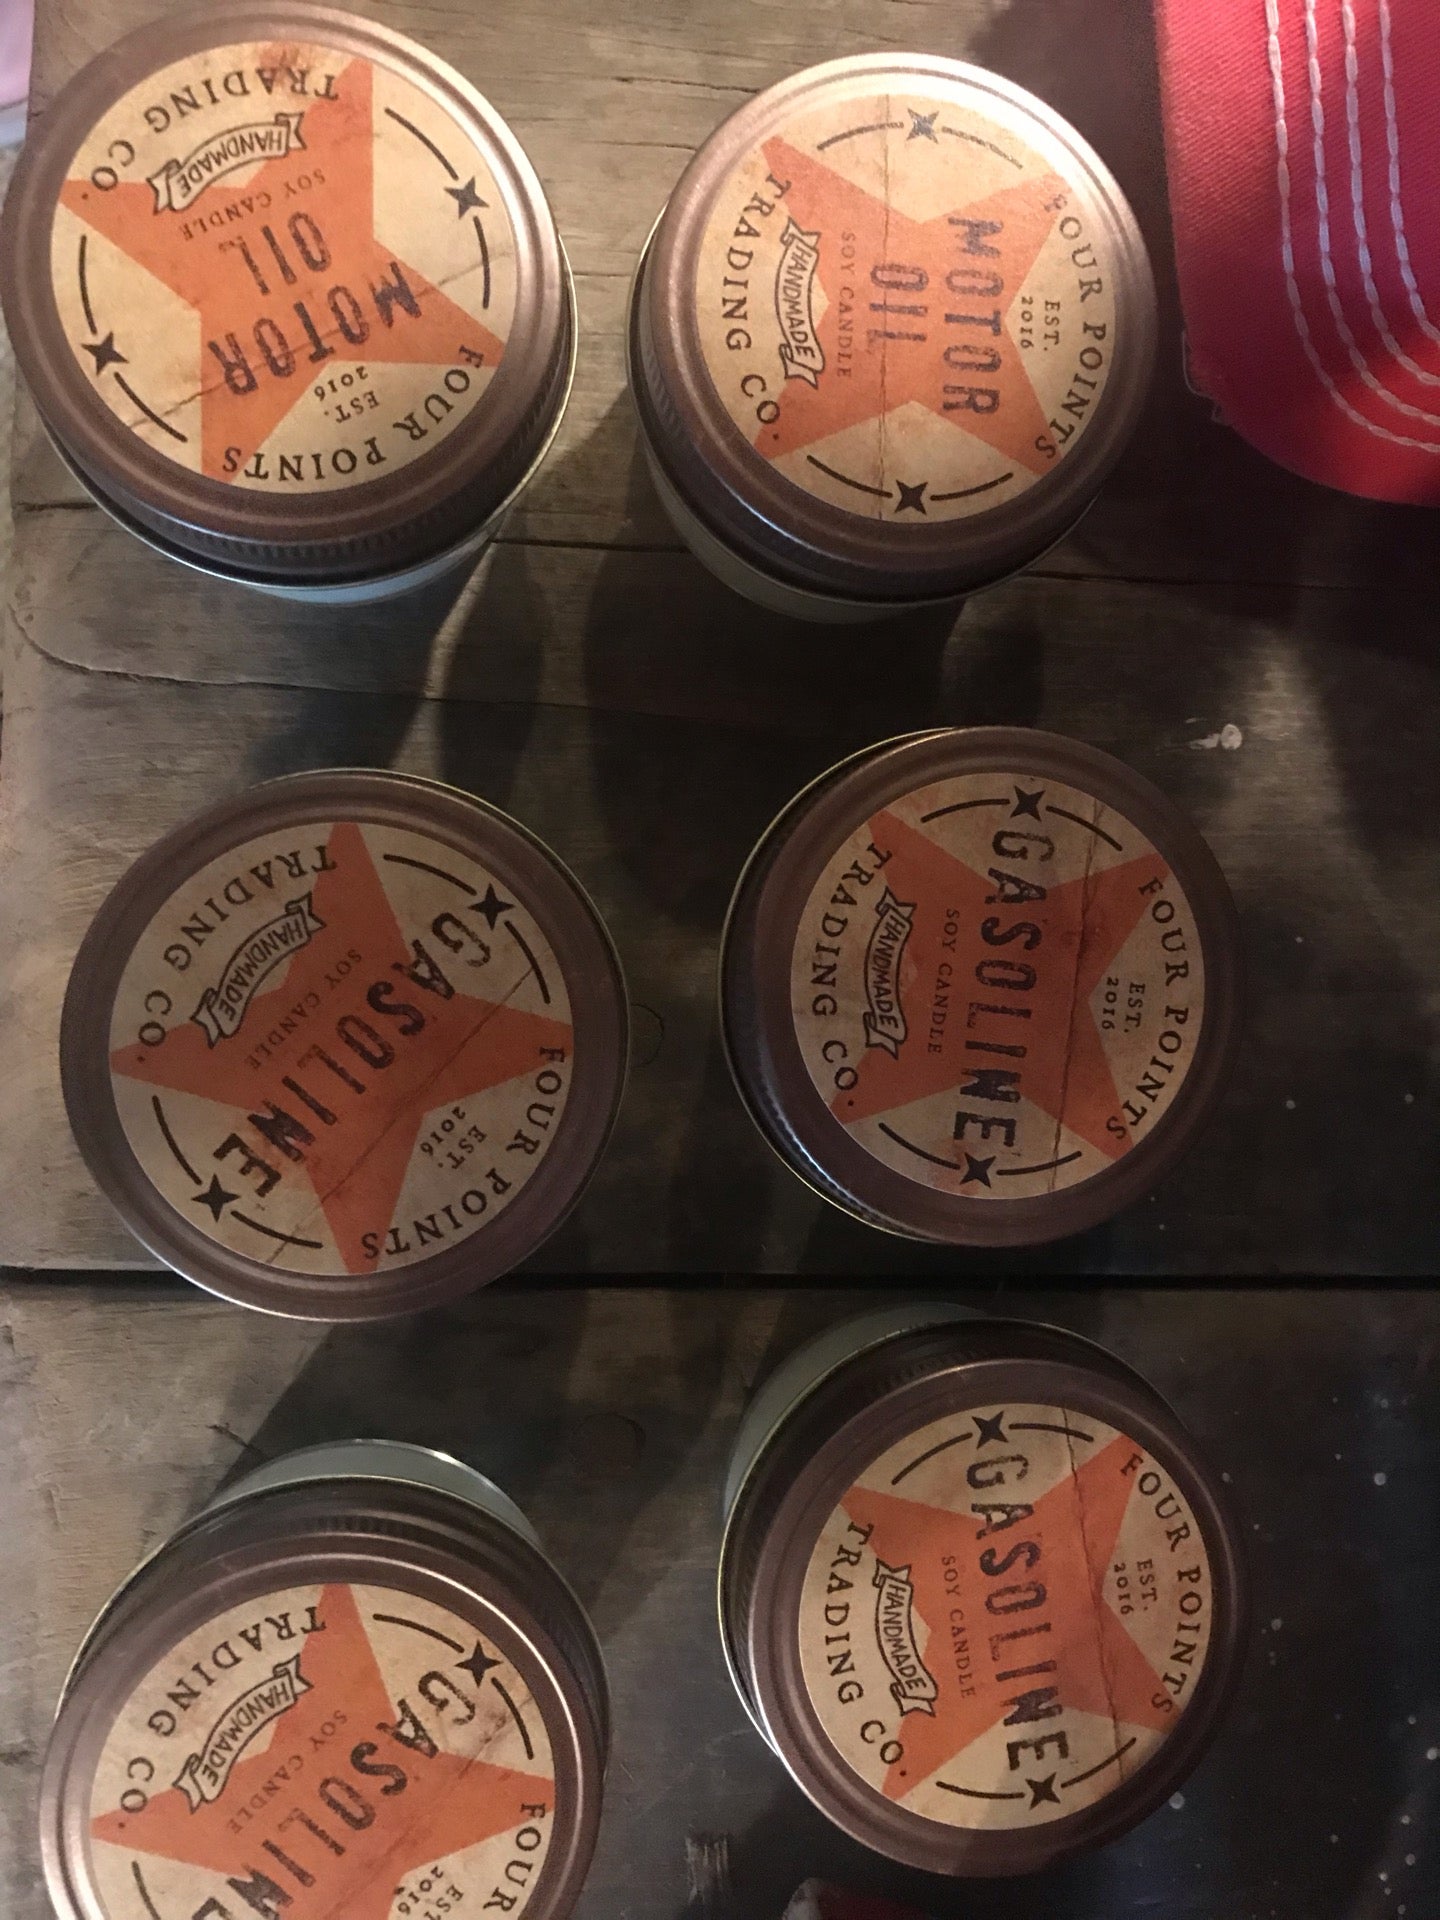 FOUR POINTS
EST.
2016
MOTOR
OIL
SOY CANDLE
HANDMADE
TRADING CO.
FOUR POINTS
EST.
2016
MOTOR
OIL
SOY CANDLE
HANDMADE
TRADING CO.
FOUR POINTS
EST.
2016
GASOLINE
SOY CANDLE
HANDMADE
TRADING CO.
FOUR POINTS
EST.
2016
GASOLINE
SOY CANDLE
HANDMADE
TRADING CO.
FOUR
EST.
2016
GASOLINE
SOY CANDLE
HANDMADE
TRADING CO.
FOUR POINTS
EST.
2016
GASOLINE
SOY CANDLE
HANDMADE
TRADING CO.